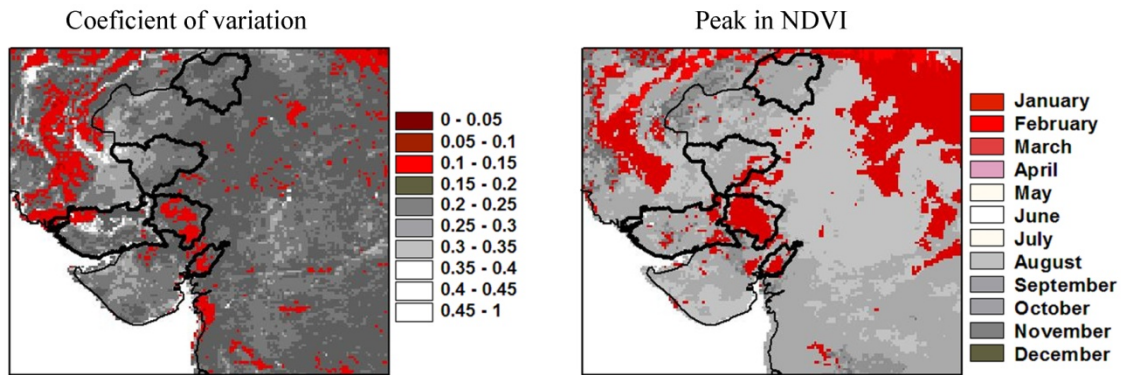 Coeficient of variation
Peak in NDVI
0 - 0.05
0.05 - 0.1
0.1 - 0.15
0.15 - 0.2
0.2 - 0.25
0.25 - 0.3
0.3 - 0.35
0.35 - 0.4
0.4 - 0.45
0.45 - 1
January
February
March
April
May
June
July
August
September
October
November
December